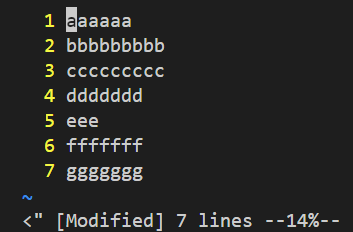 1 aaaaaa
2 bbbbbbbbb
3 ccccccccc
4 ddddddd
5 eee
6 fffffff
7 ggggggg
~
<" [Modified] 7 lines --14%--